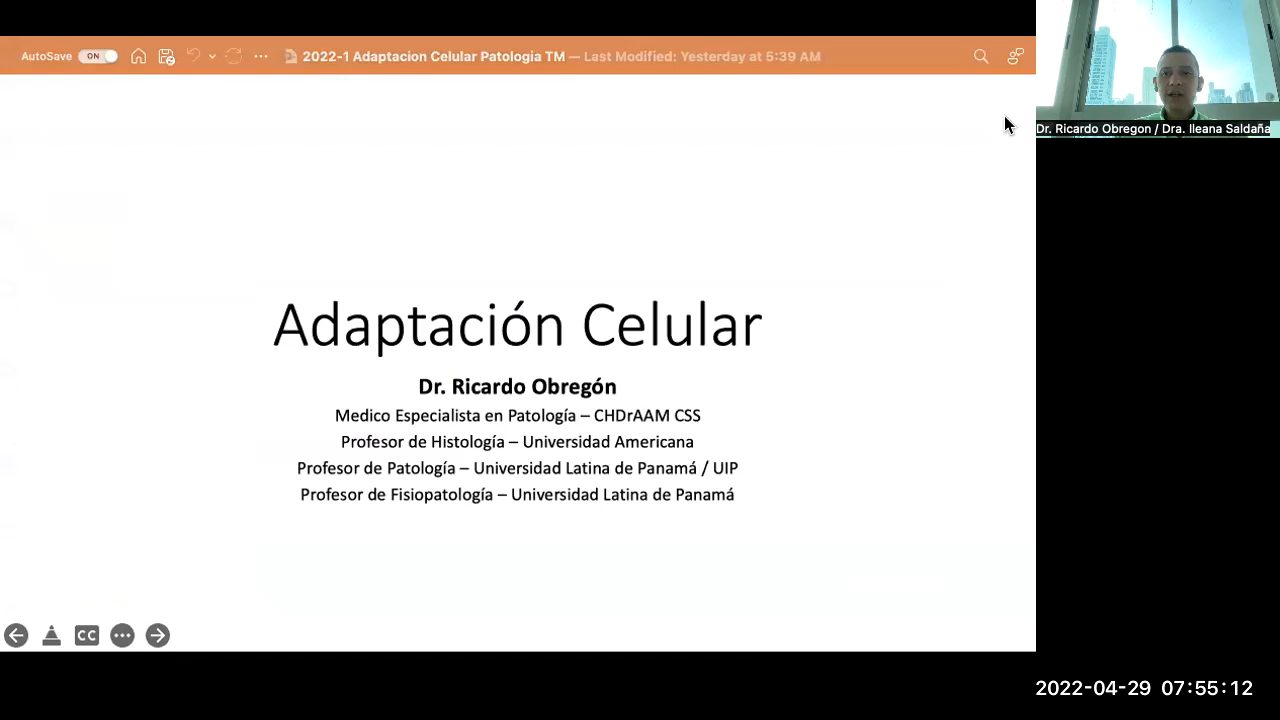 AutoSave ON 2022-1 Adaptacion Celular Patologia TM — Last Modified: Yesterday at 5:39 AM
Dr. Ricardo Obregon / Dra. Ileana Saldaña
Adaptación Celular
Dr. Ricardo Obregón
Medico Especialista en Patología – CHDrAAM CSS
Profesor de Histología – Universidad Americana
Profesor de Patología – Universidad Latina de Panamá / UIP
Profesor de Fisiopatología – Universidad Latina de Panamá
CC
2022-04-29 07:55:12